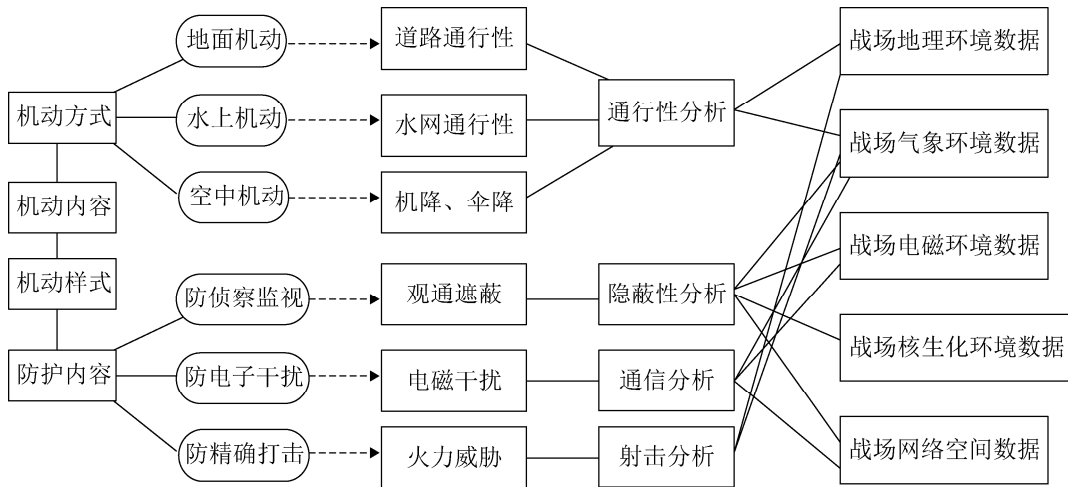 机动方式
机动内容
机动样式
防护内容
地面机动
水上机动
空中机动
防侦察监视
防电子干扰
防精确打击
道路通行性
水网通行性
机降、伞降
观通遮蔽
电磁干扰
火力威胁
通行性分析
隐蔽性分析
通信分析
射击分析
战场地理环境数据
战场气象环境数据
战场电磁环境数据
战场核生化环境数据
战场网络空间数据